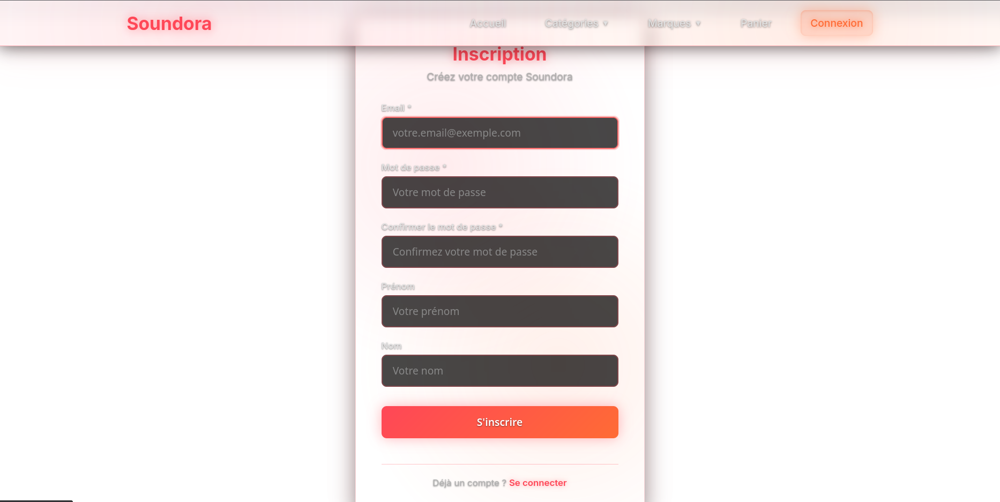 Soundora
Accueil
Catégories ▼
Marques ▼
Panier
Connexion
Inscription
Créez votre compte Soundora
Email *
votre.email@exemple.com
Mot de passe *
Votre mot de passe
Confirmer le mot de passe *
Confirmez votre mot de passe
Prénom
Votre prénom
Nom
Votre nom
S'inscrire
Déjà un compte ? Se connecter